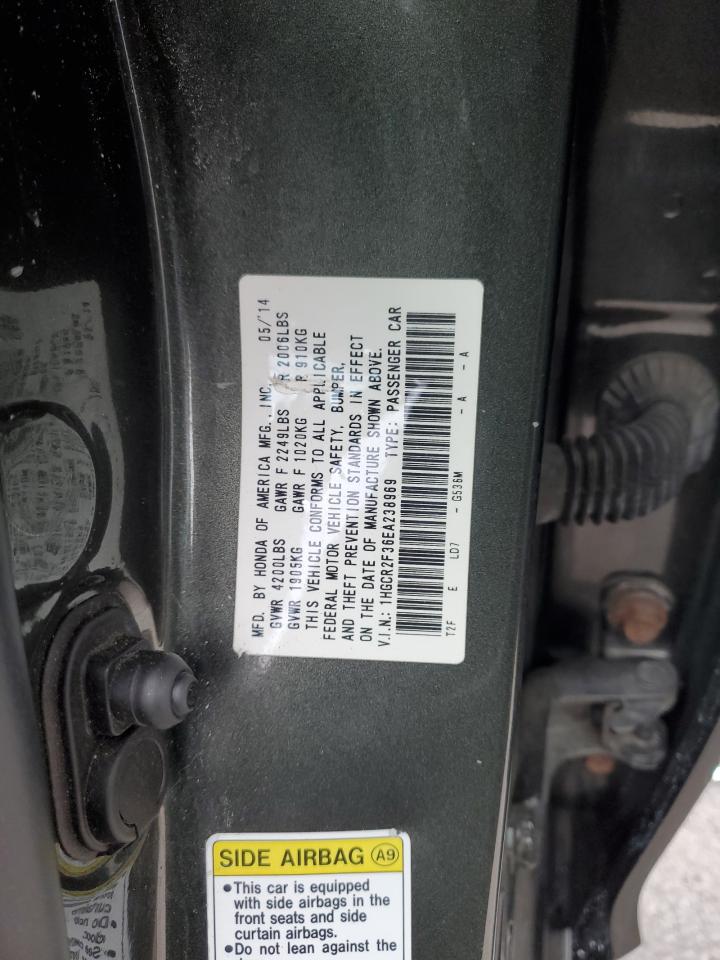 MFD. BY HONDA OF AMERICA MFG., INC. 05/'14
GVWR 4200LBS GAWR F 2249LBS R 2006LBS
GVWR 1905KG GAWR F 1020KG R 910KG
THIS VEHICLE CONFORMS TO ALL APPLICABLE
FEDERAL MOTOR VEHICLE SAFETY, BUMPER,
AND THEFT PREVENTION STANDARDS IN EFFECT
ON THE DATE OF MANUFACTURE SHOWN ABOVE.
V.I.N.: 1HGCR2F36EA238969 TYPE: PASSENGER CAR
T2F E LD7 - G536M - A - A
SIDE AIRBAG A9
•This car is equipped
with side airbags in the
front seats and side
curtain airbags.
•Do not lean against the